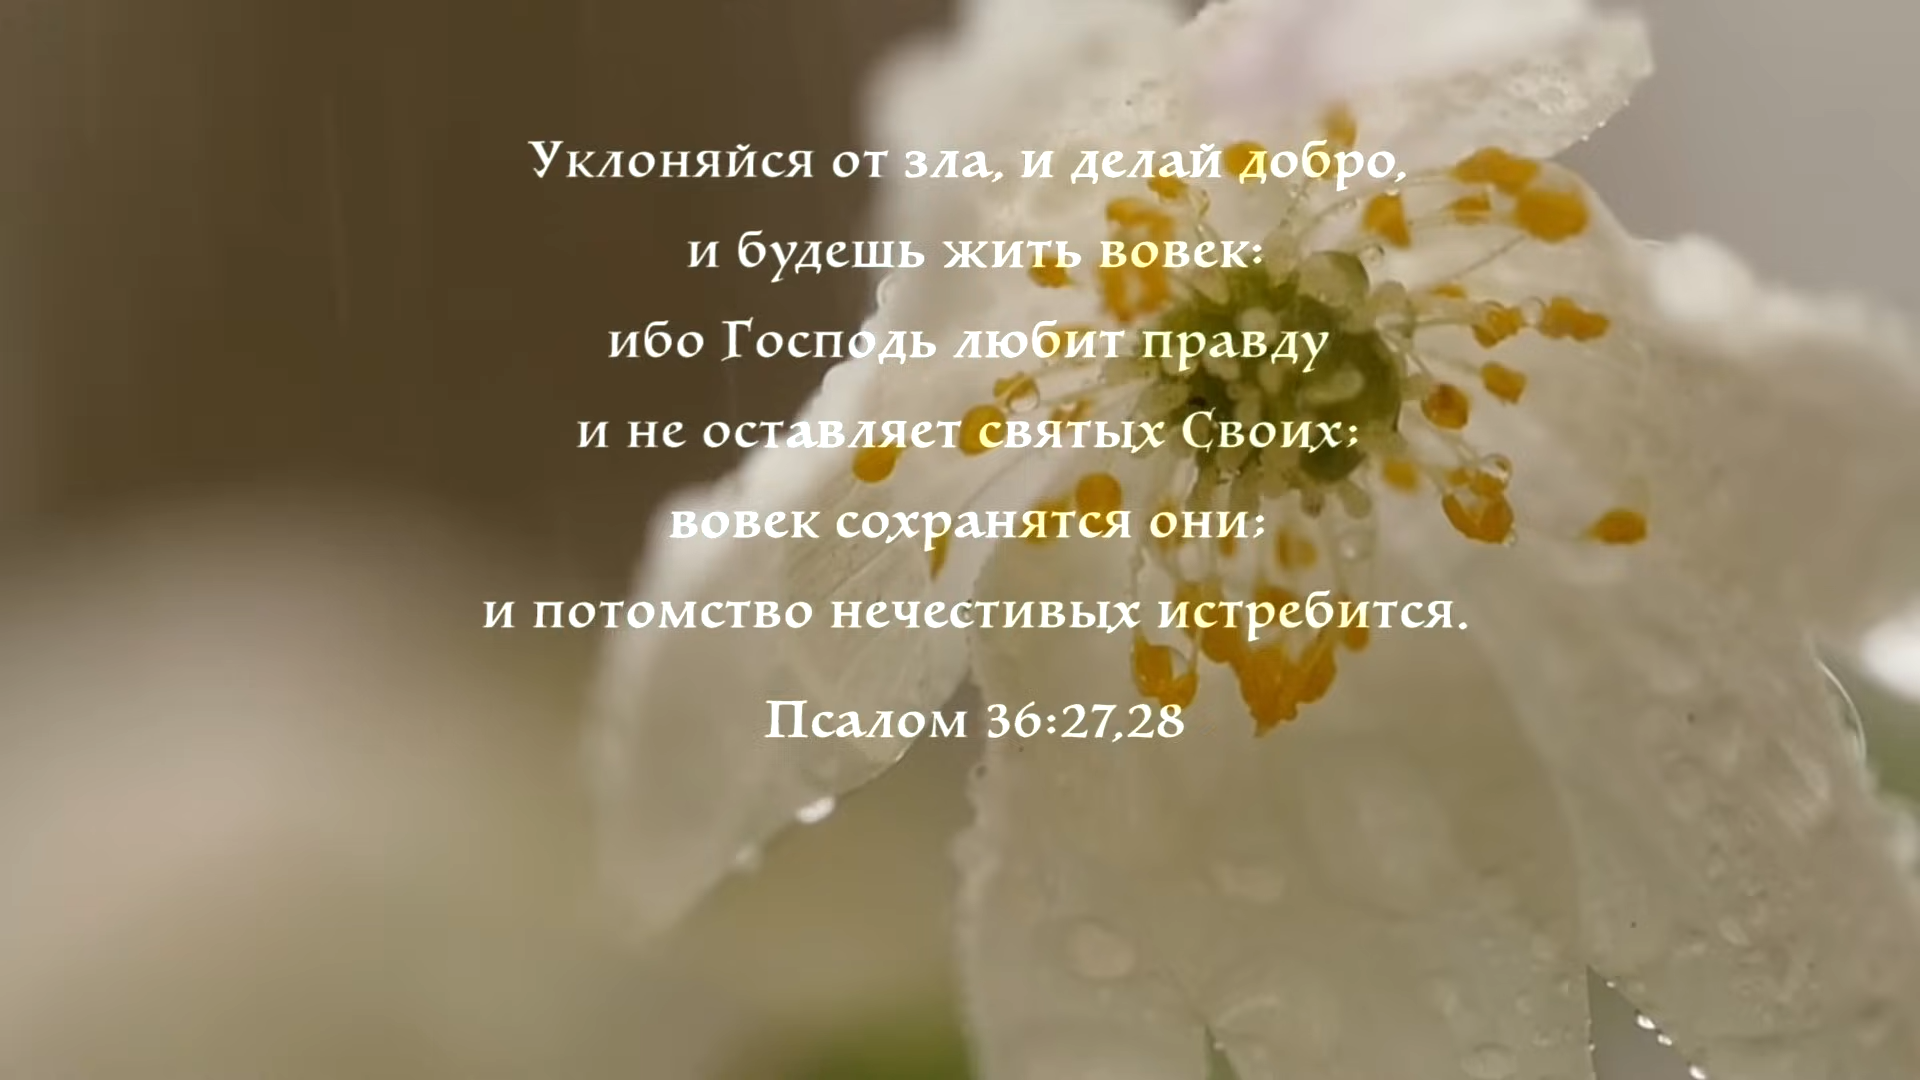 Уклоняйся от зла, и делай добро,
и будешь жить вовек:
ибо Господь любит правду
и не оставляет святых Своих:
вовек сохранятся они;
и потомство нечестивых истребится.
Псалом 36:27,28